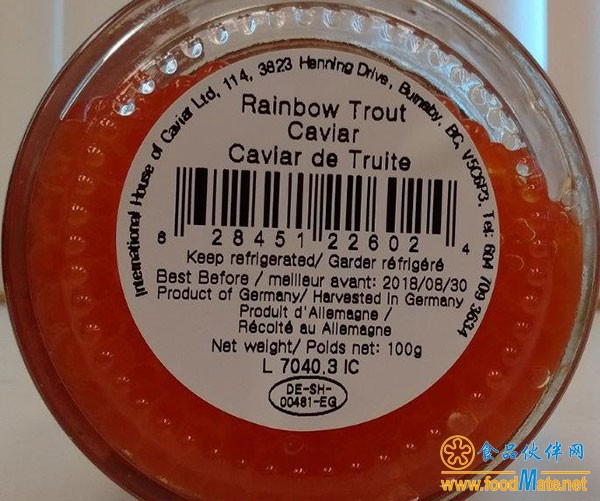 International House of Caviar Ltd, 114, 3823 Henning Drive, Burnaby, BC, V5C6P3. Tel: 604 709 3634
Rainbow Trout
Caviar
Caviar de Truite
8 28451 22602 4
Keep refrigerated/ Garder réfrigéré
Best Before / meilleur avant: 2018/08/30
Product of Germany/ Harvested in Germany
Produit d'Allemagne /
Récolté au Allemagne
Net weight/ Poids net: 100g
L 7040.3 IC
DE-SH-
00481-EG
食品伙伴网
www.foodMate.net